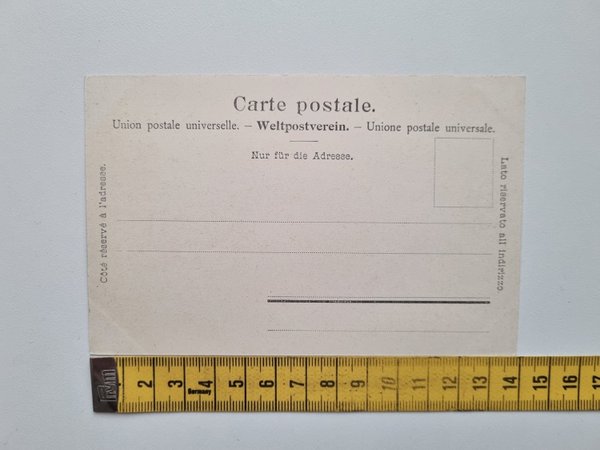 Carte postale.
Union postale universelle. – Weltpostverein. – Unione postale universale.
Nur für die Adresse.
Côté réservé à l'adresse.
Lato riservato all' indirizzo.
2 3 4 5 6 7 8 9 10 11 12 13 14 15 16 17
Germany